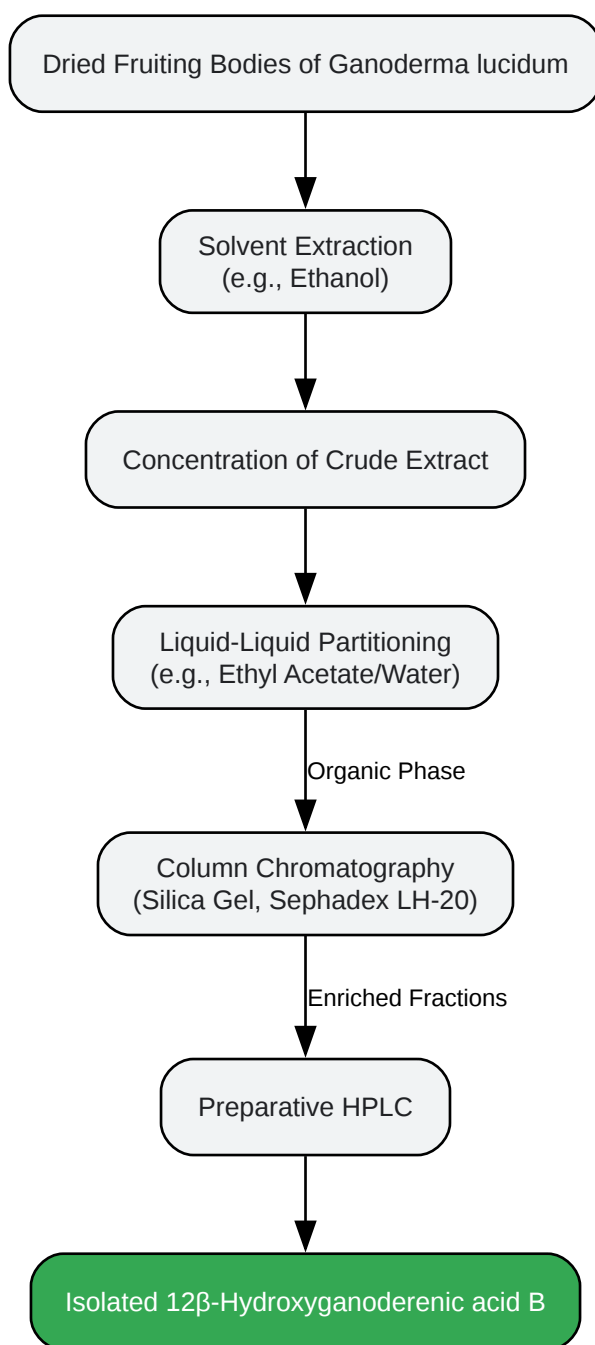 Dried Fruiting Bodies of Ganoderma lucidum
Solvent Extraction
(e.g., Ethanol)
Concentration of Crude Extract
Liquid-Liquid Partitioning
(e.g., Ethyl Acetate/Water)
Organic Phase
Column Chromatography
(Silica Gel, Sephadex LH-20)
Enriched Fractions
Preparative HPLC
Isolated 12β-Hydroxyganoderenic acid B